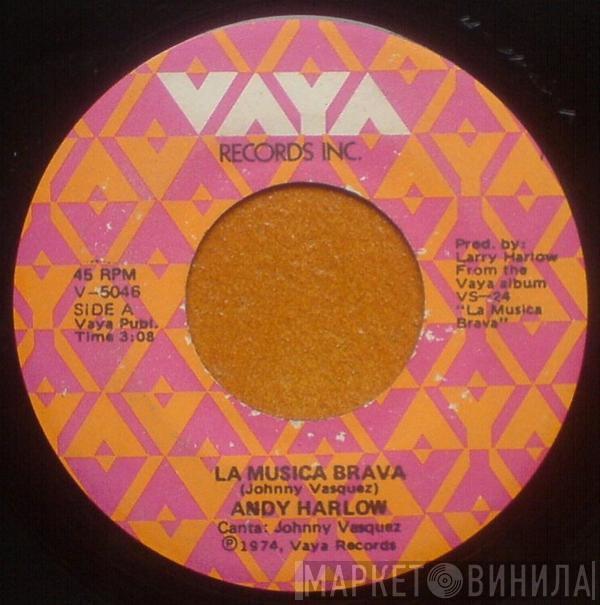 VAYA
RECORDS INC.
45 RPM
V-5046
SIDE A
Vaya Publ.
Time 3:08
Prod. by:
Larry Harlow
From the
Vaya album
VS-24
"La Musica
Brava"
LA MUSICA BRAVA
(Johnny Vasquez)
ANDY HARLOW
Canta: Johnny Vasquez
℗ 1974, Vaya Records
МАРКЕТ ВИНИЛА